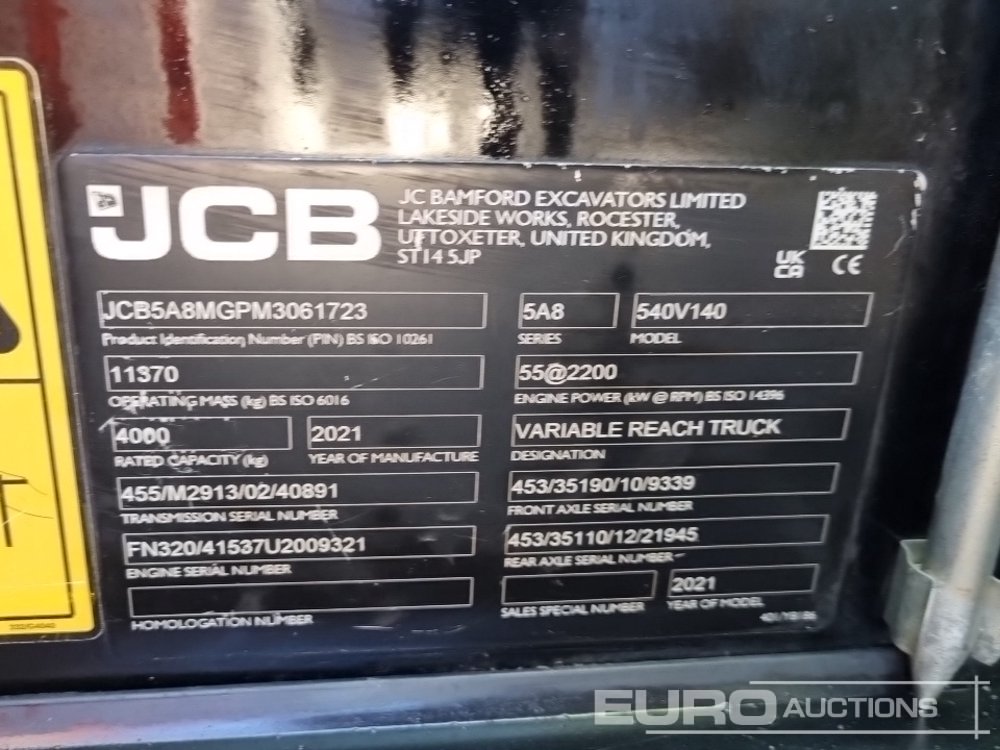 JCB
JC BAMFORD EXCAVATORS LIMITED
LAKESIDE WORKS, ROCESTER,
UTTOXETER, UNITED KINGDOM,
ST14 5JP
UK
CA
CE
JCB5A8MGPM3061723
Product Identification Number (PIN) BS ISO 10261
5A8
SERIES
540V140
MODEL
11370
OPERATING MASS (kg) BS ISO 6016
55@2200
ENGINE POWER (kW @ RPM) BS ISO 14396
4000
RATED CAPACITY (kg)
2021
YEAR OF MANUFACTURE
VARIABLE REACH TRUCK
DESIGNATION
455/M2913/02/40891
TRANSMISSION SERIAL NUMBER
453/35190/10/9339
FRONT AXLE SERIAL NUMBER
FN320/41537U2009321
ENGINE SERIAL NUMBER
453/35110/12/21945
REAR AXLE SERIAL NUMBER
HOMOLOGATION NUMBER
SALES SPECIAL NUMBER
2021
YEAR OF MODEL
EURO AUCTIONS